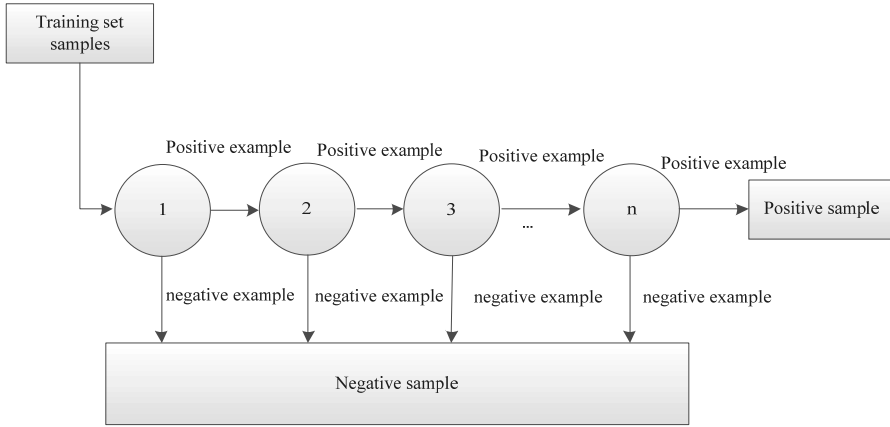 Training set
samples
Positive example
Positive example
Positive example
Positive example
1
2
3
...
n
Positive sample
negative example
negative example
negative example
negative example
Negative sample